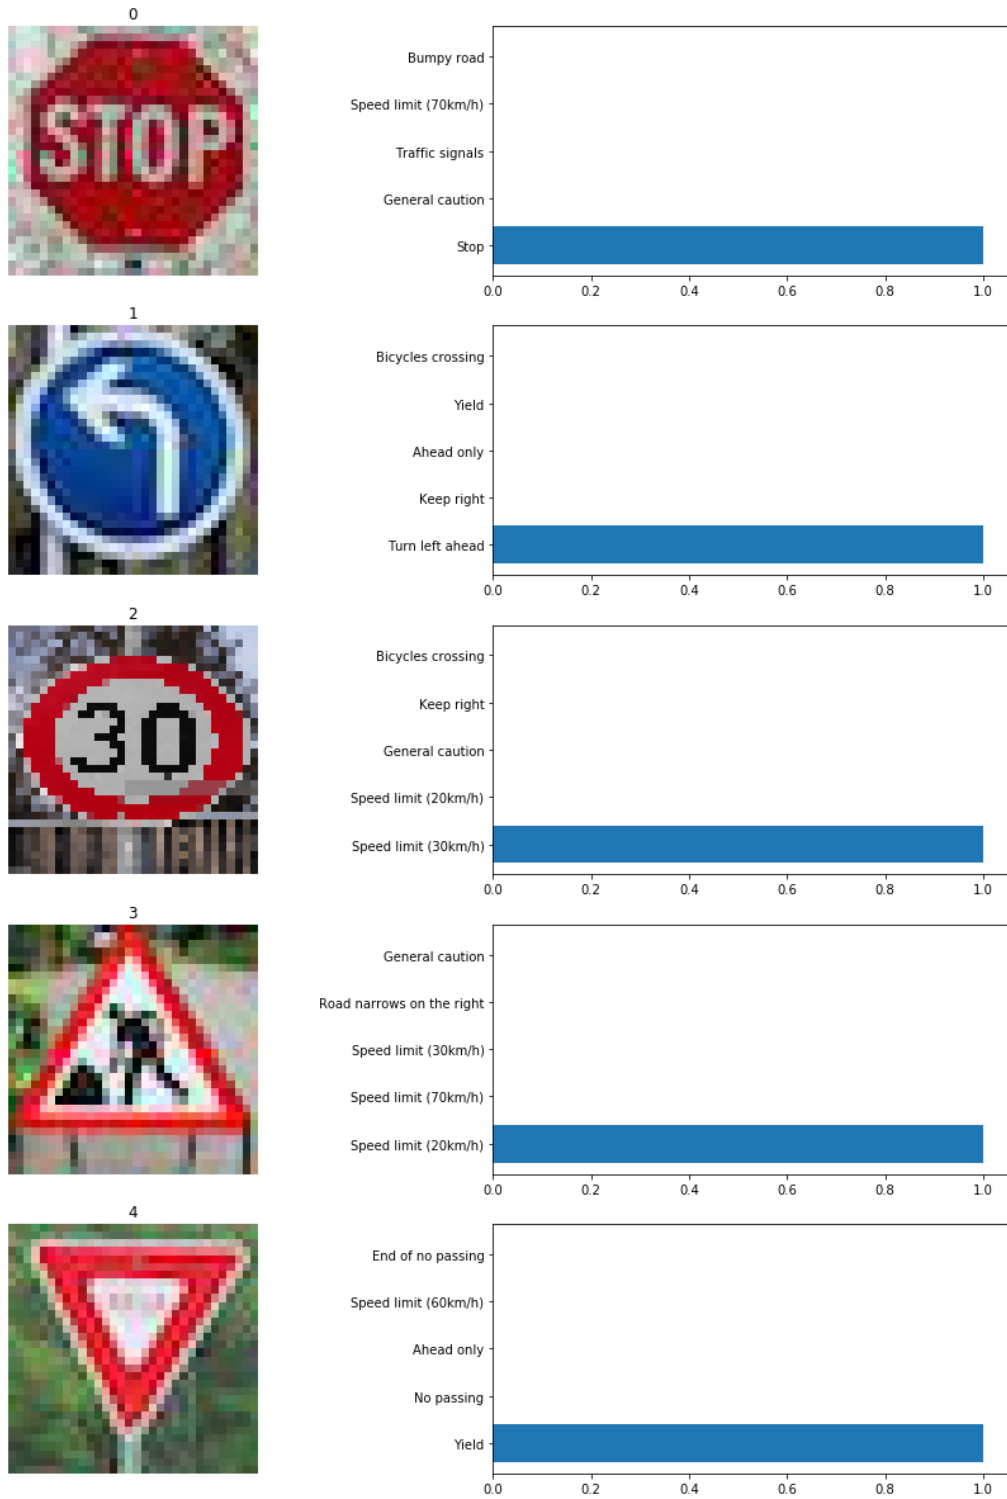 0
STOP
Bumpy road
Speed limit (70km/h)
Traffic signals
General caution
Stop
0.0 0.2 0.4 0.6 0.8 1.0
1
Bicycles crossing
Yield
Ahead only
Keep right
Turn left ahead
0.0 0.2 0.4 0.6 0.8 1.0
2
30
Bicycles crossing
Keep right
General caution
Speed limit (20km/h)
Speed limit (30km/h)
0.0 0.2 0.4 0.6 0.8 1.0
3
General caution
Road narrows on the right
Speed limit (30km/h)
Speed limit (70km/h)
Speed limit (20km/h)
0.0 0.2 0.4 0.6 0.8 1.0
4
End of no passing
Speed limit (60km/h)
Ahead only
No passing
Yield
0.0 0.2 0.4 0.6 0.8 1.0